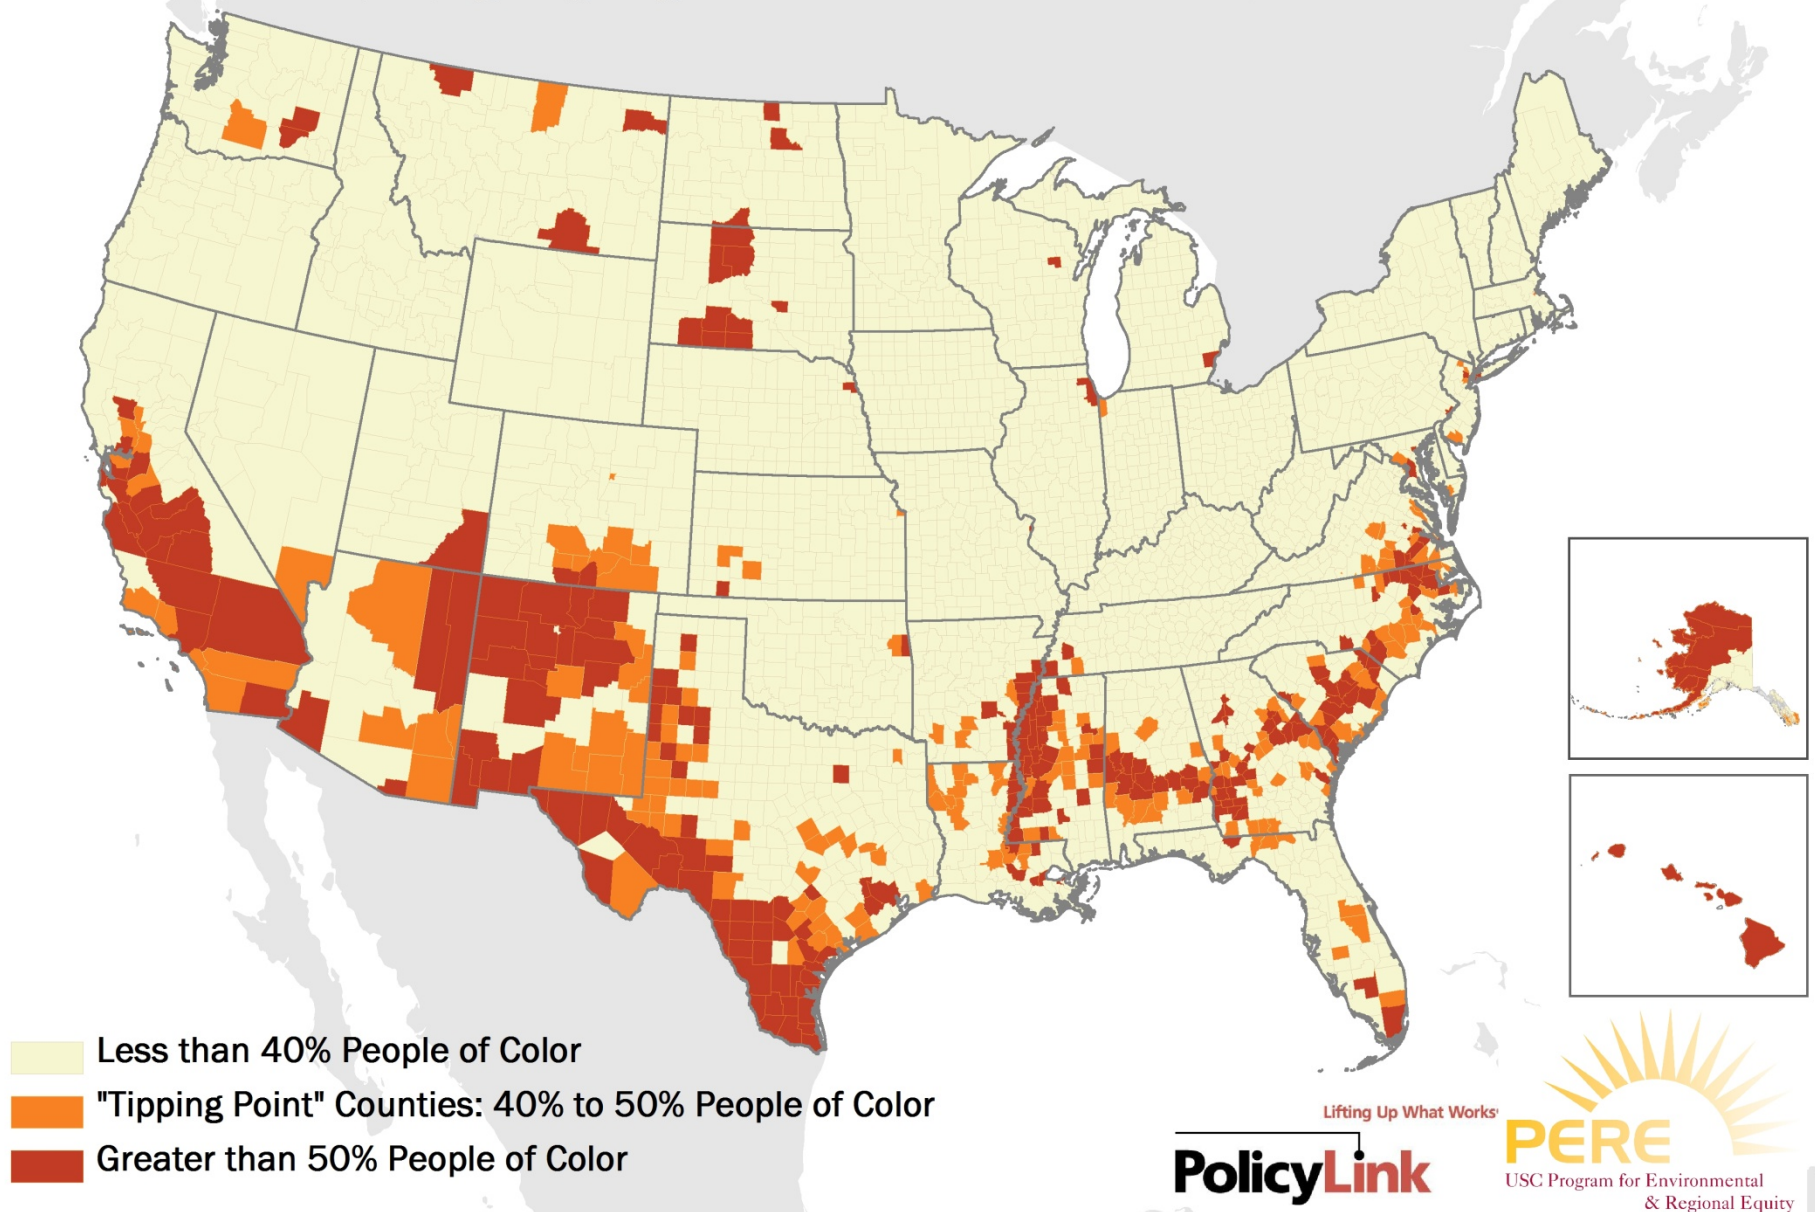 Less than 40% People of Color
"Tipping Point" Counties: 40% to 50% People of Color
Greater than 50% People of Color
Lifting Up What Works
PolicyLink
PERE
USC Program for Environmental
& Regional Equity